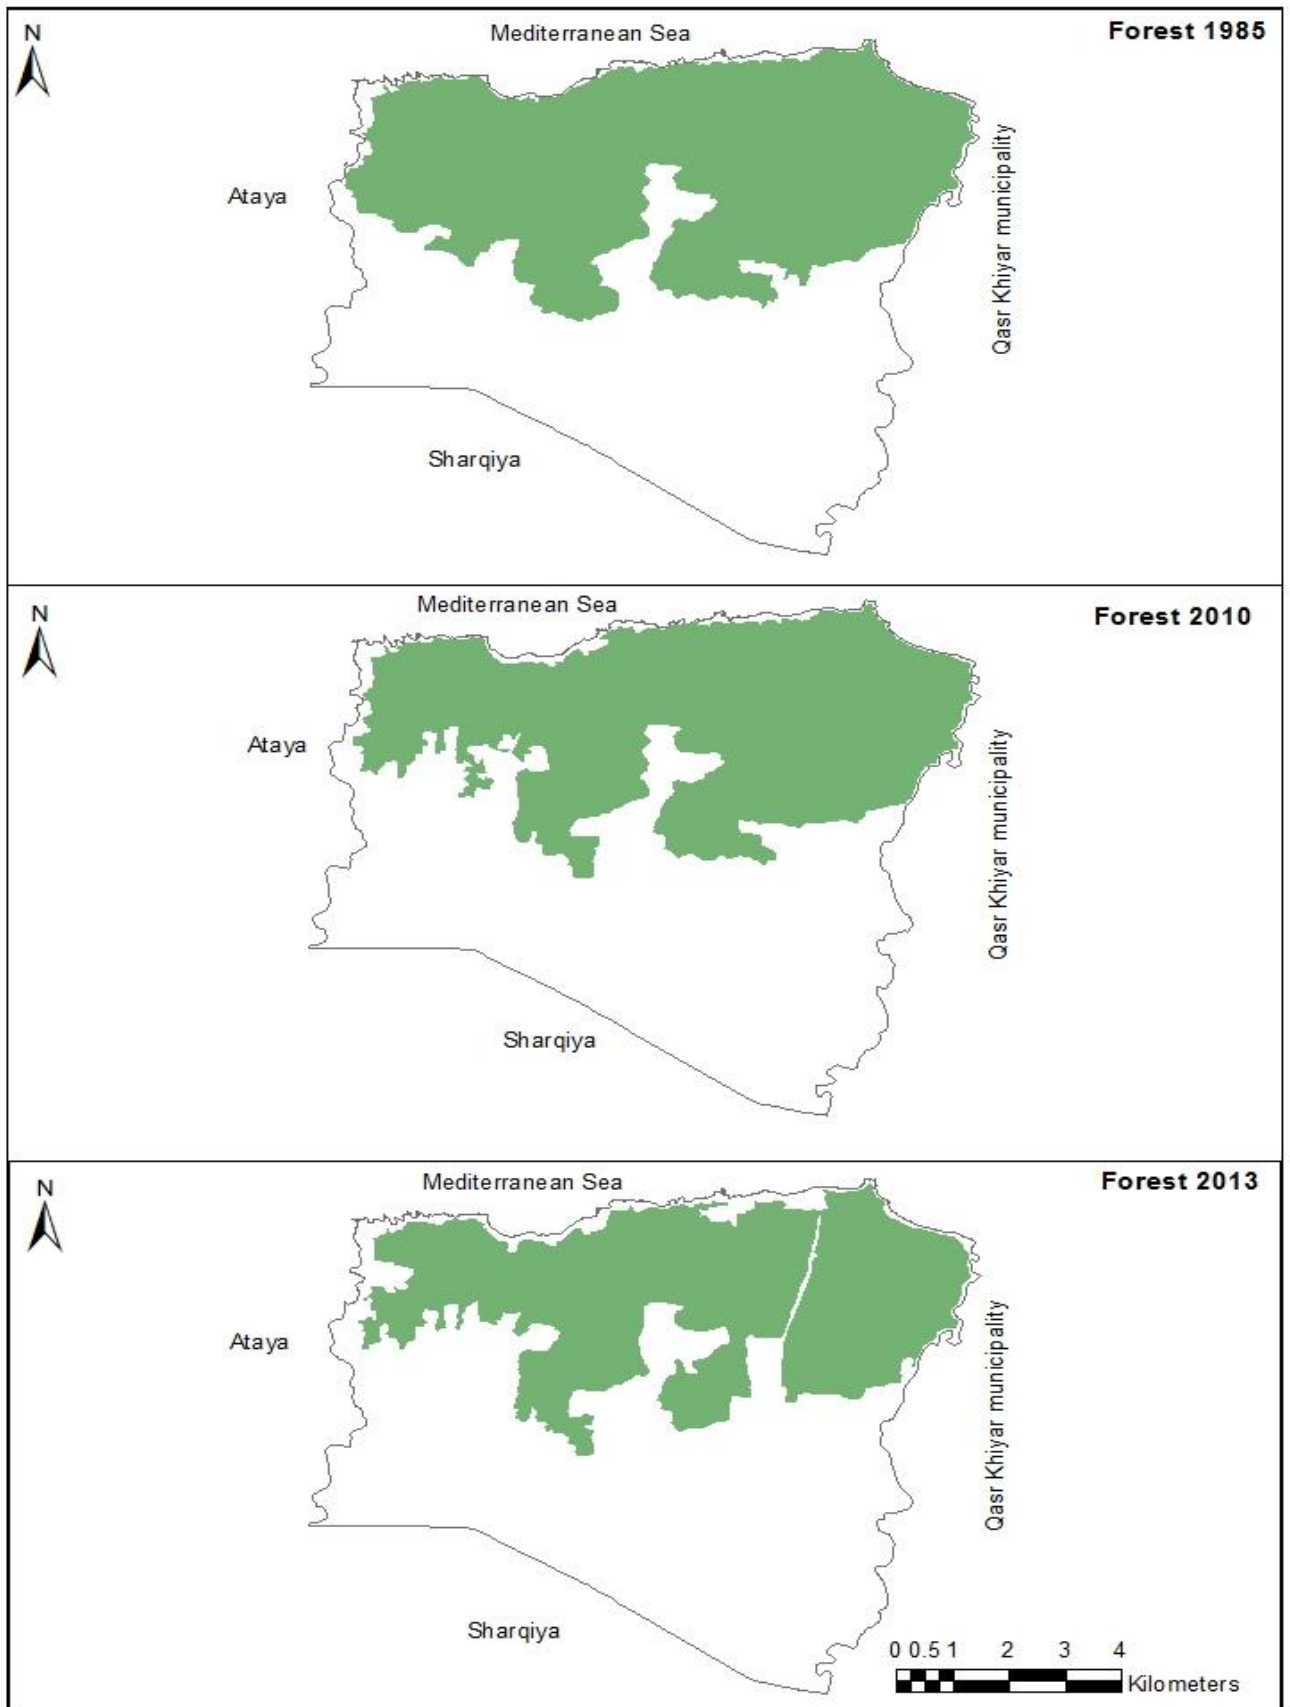 N
Mediterranean Sea
Forest 1985
Ataya
Qasr Khiyar municipality
Sharqiya
N
Mediterranean Sea
Forest 2010
Ataya
Qasr Khiyar municipality
Sharqiya
N
Mediterranean Sea
Forest 2013
Ataya
Qasr Khiyar municipality
Sharqiya
0 0.5 1 2 3 4
Kilometers